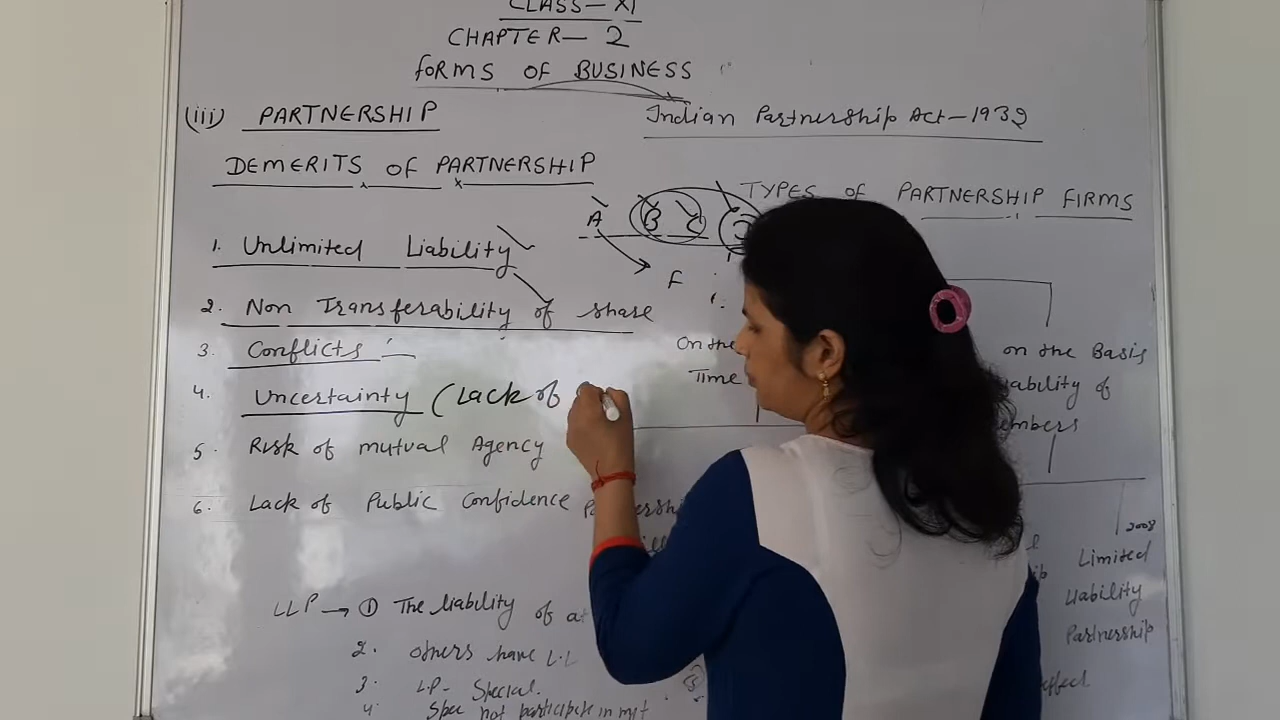 CLASS- XI
CHAPTER- 2
FORMS OF BUSINESS
(iii) PARTNERSHIP
Indian Partnership Act-1932
DEMERITS of PARTNERSHIP
TYPES OF PARTNERSHIP FIRMS
A B C
F
1. Unlimited Liability
2. Non Transferability of share
3. Conflicts
4. Uncertainty (Lack of
5. Risk of mutual Agency
6. Lack of Public Confidence
On the
Time
on the Basis
of
2008
Limited
Liability
Partnership
LLP → ① The liability of at
2. others have L.L
3. LP- Special.
4. not participate in mgt